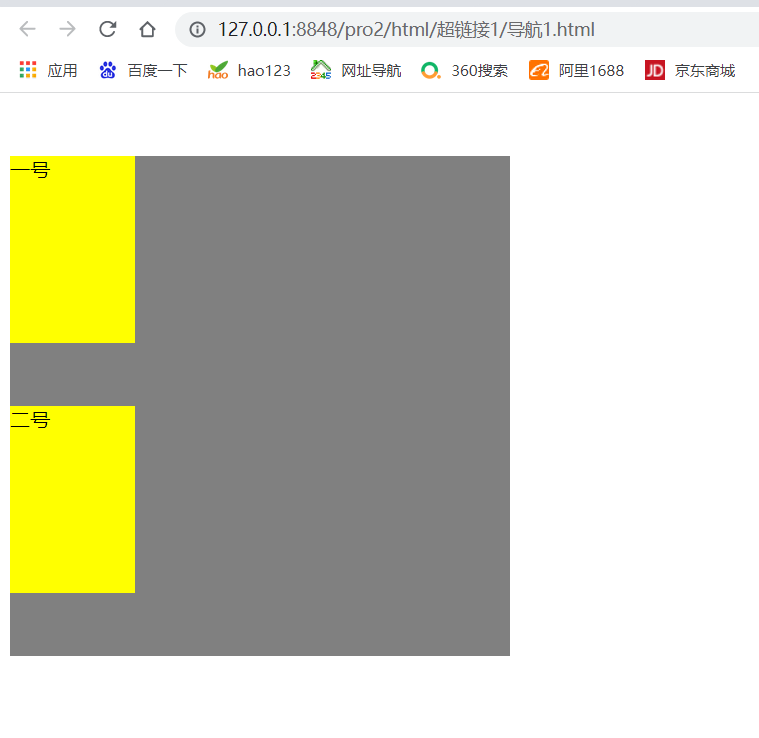 127.0.0.1:8848/pro2/html/超链接1/导航1.html
应用 百度一下 hao123 网址导航 360搜索 阿里1688 京东商城
一号
二号